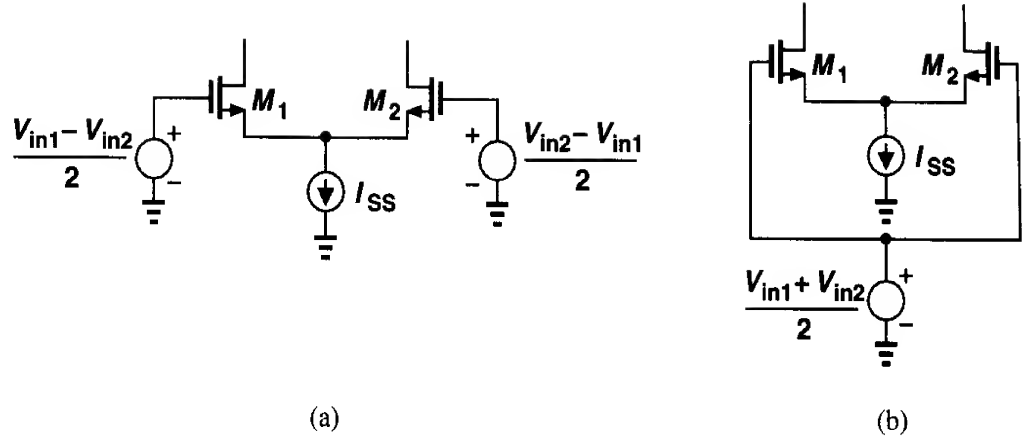 M1
M2
Vin1 − Vin2
2
+
−
ISS
+
−
Vin2 − Vin1
2
(a)
M1
M2
ISS
Vin1 + Vin2
2
+
−
(b)